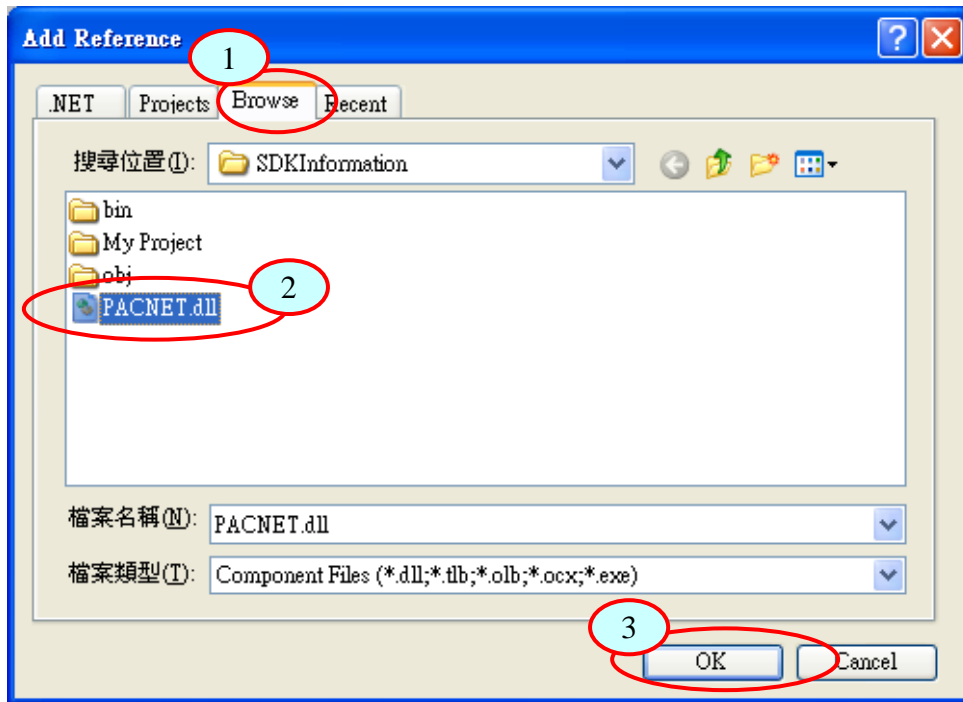 Add Reference
1
.NET Projects Browse Recent
搜尋位置(I): SDKInformation
bin
My Project
obj
2
PACNET.dll
檔案名稱(N): PACNET.dll
檔案類型(T): Component Files (*.dll;*.tlb;*.olb;*.ocx;*.exe)
3
OK Cancel